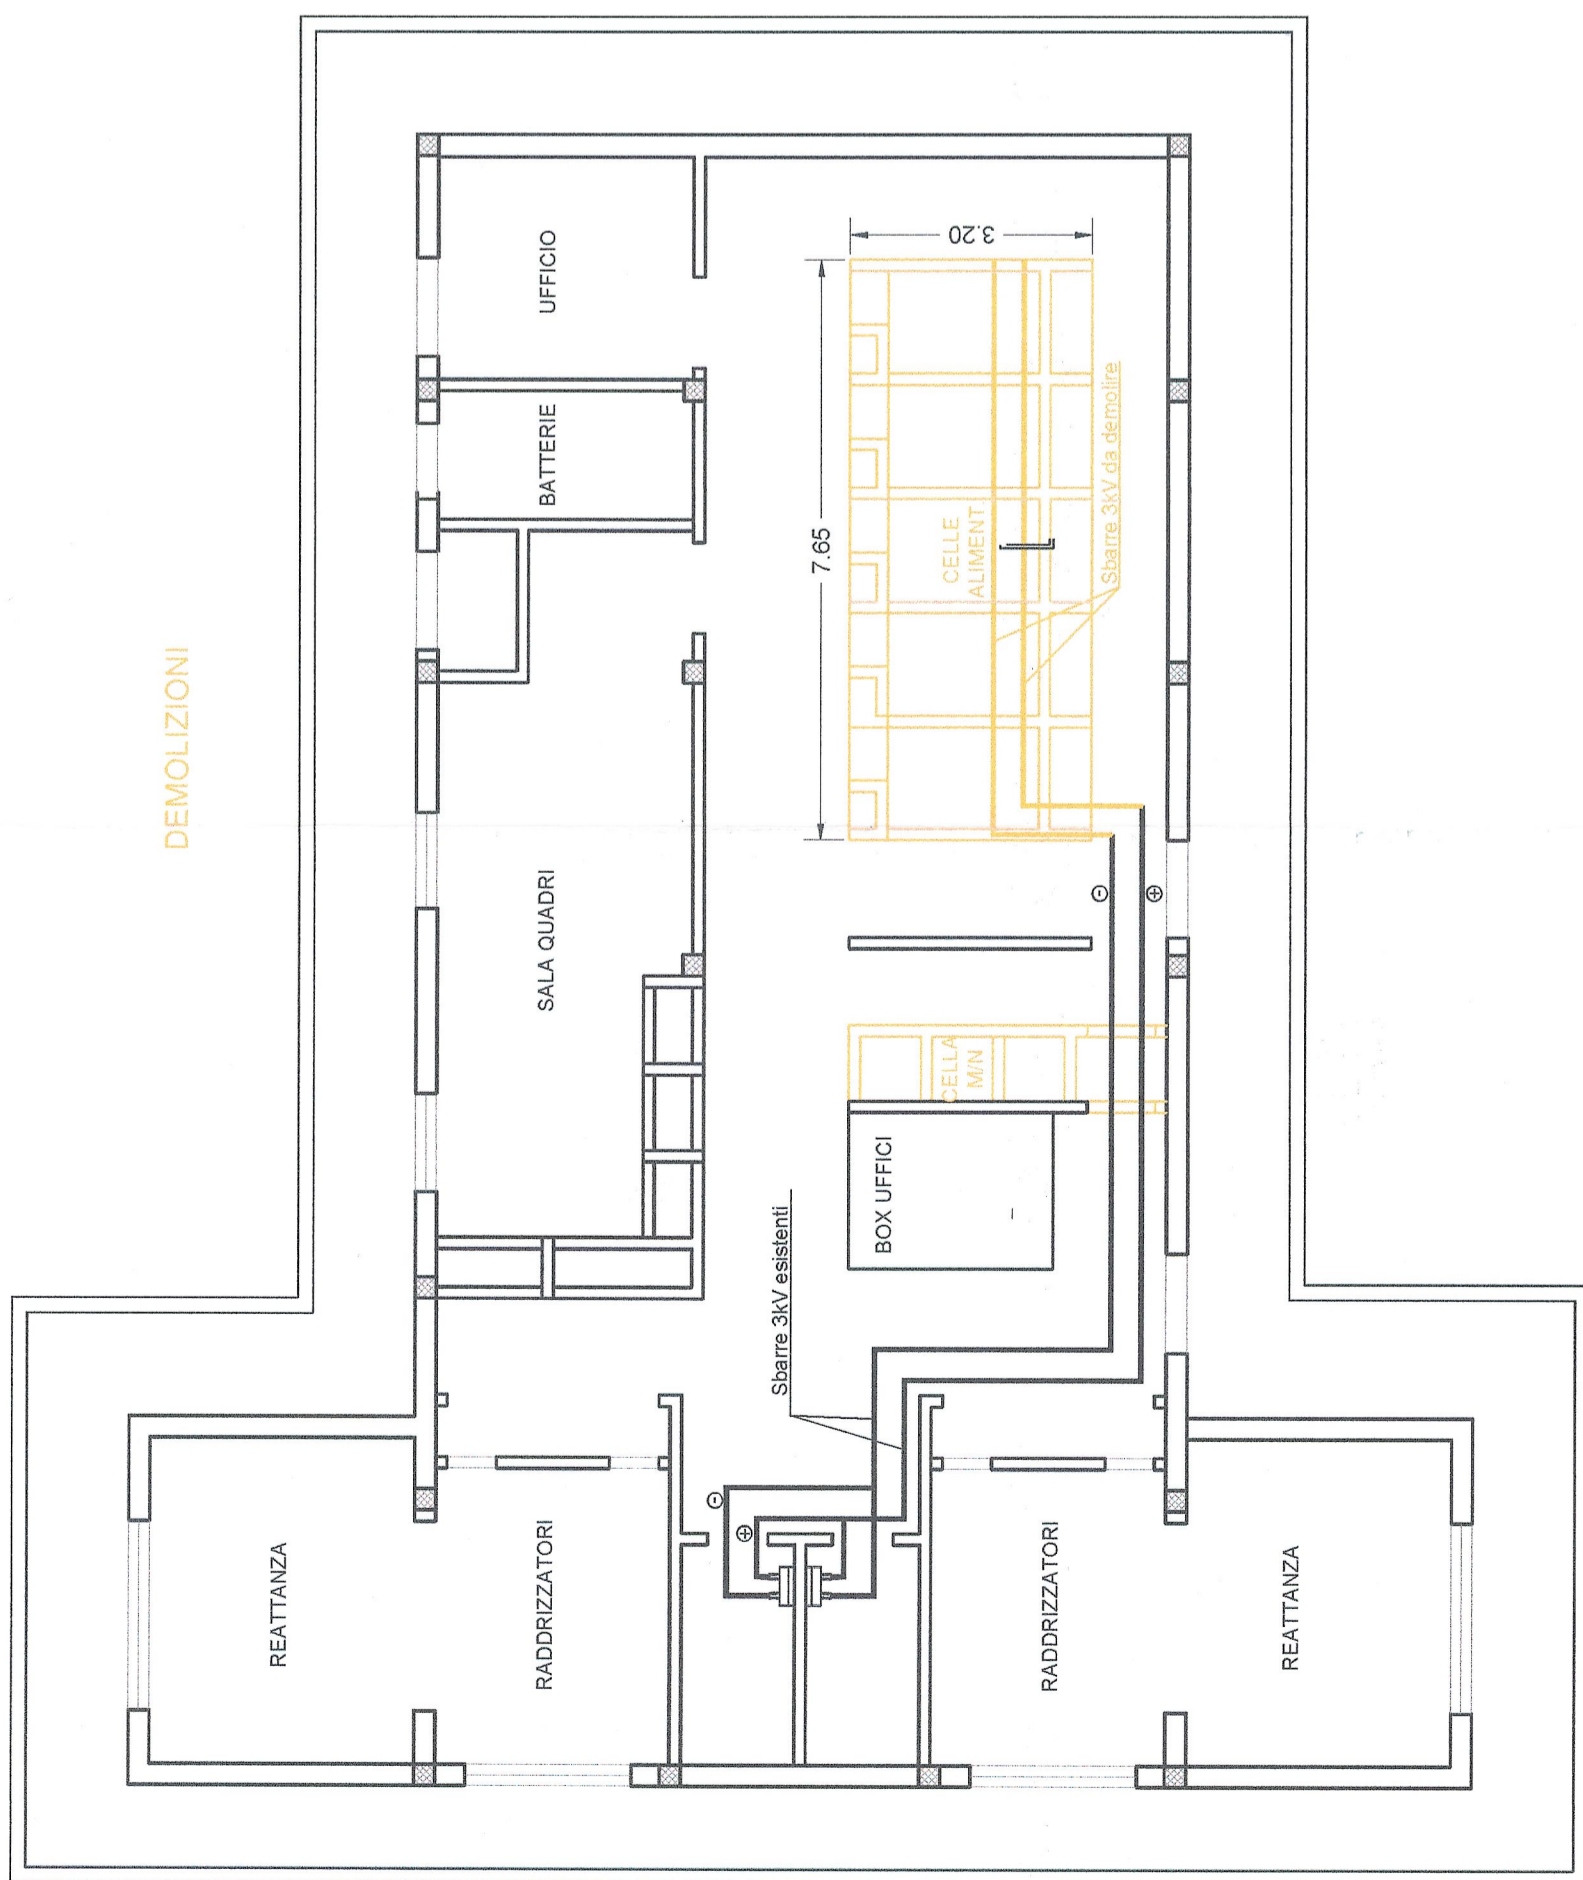 DEMOLIZIONI
UFFICIO
BATTERIE
SALA QUADRI
3.20
7.65
CELLE
ALIMENT
Sbarre 3kV da demolire
-
+
CELLA
M/N
BOX UFFICI
Sbarre 3kV esistenti
-
+
REATTANZA
RADDRIZZATORI
RADDRIZZATORI
REATTANZA